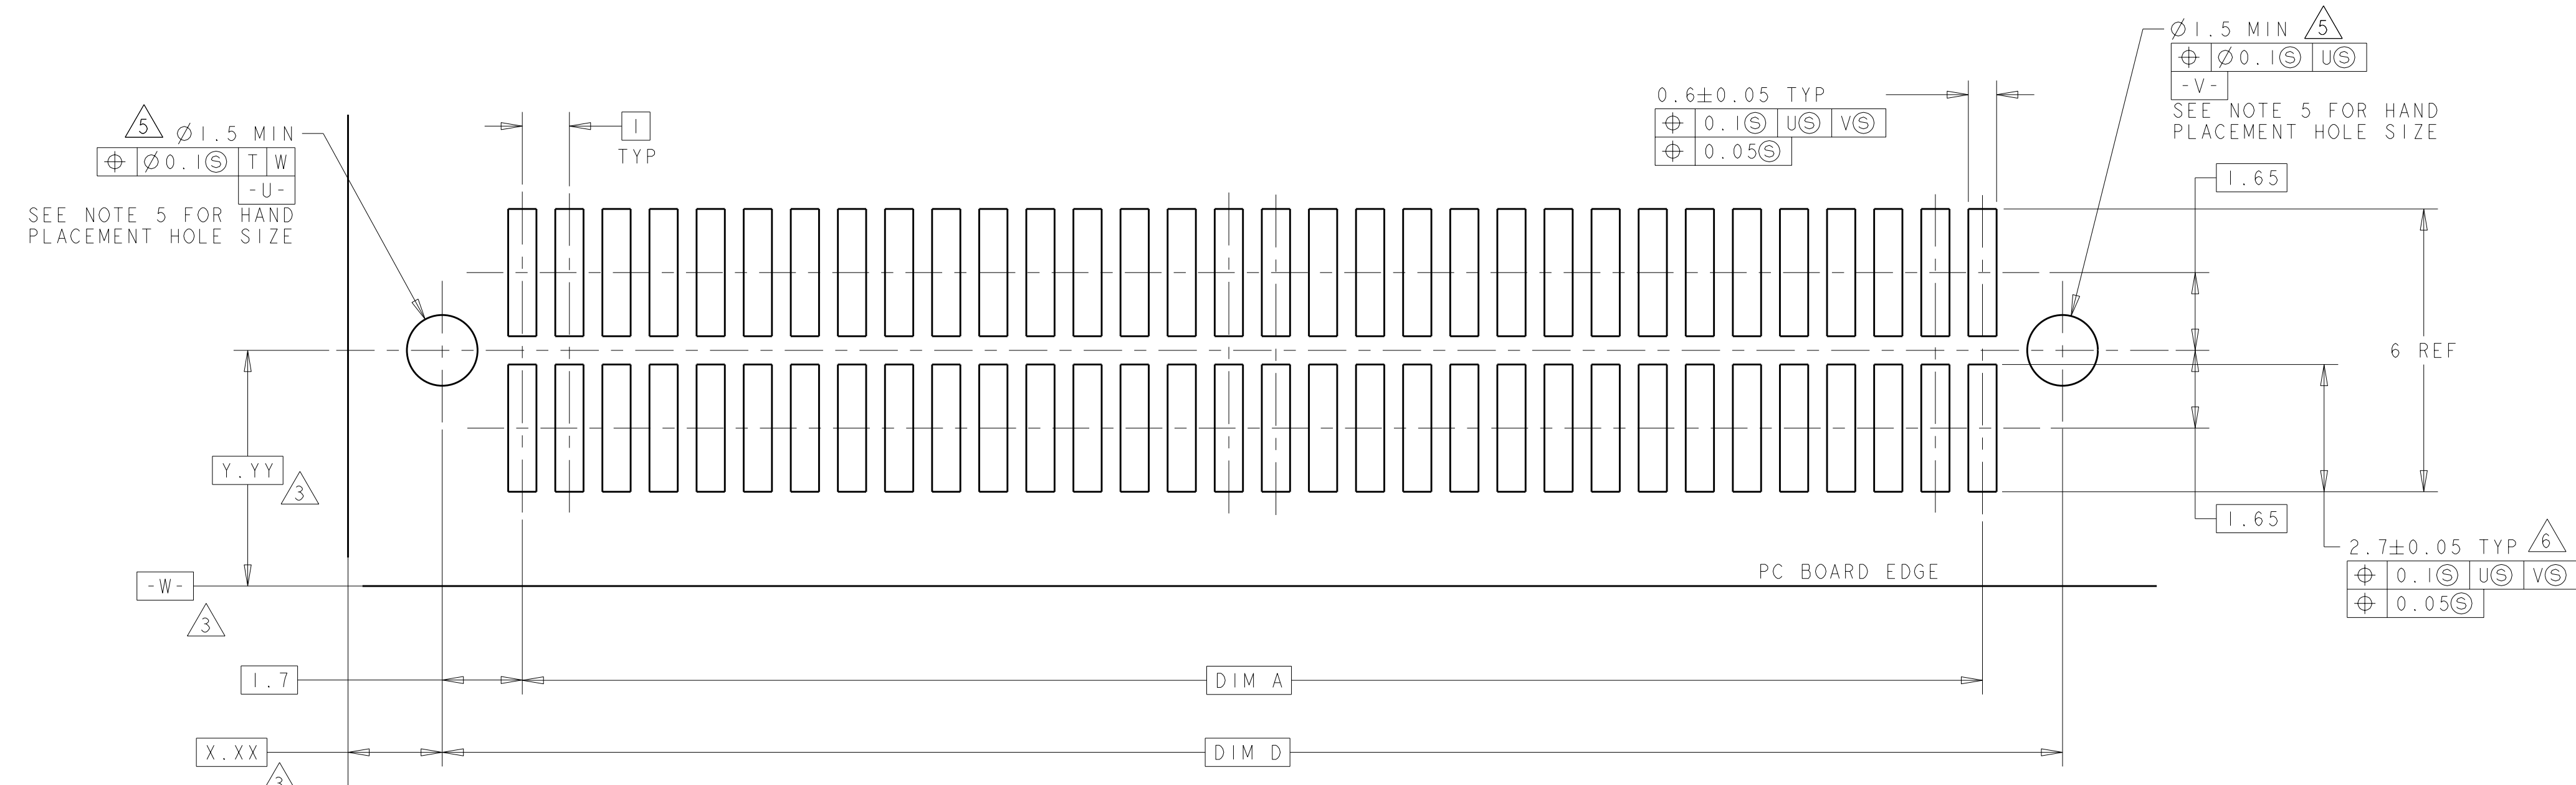 5 Ø1.5 MIN
⌖ Ø0.1Ⓢ T W
-U-
SEE NOTE 5 FOR HAND
PLACEMENT HOLE SIZE
1
TYP
0.6±0.05 TYP
⌖ 0.1Ⓢ UⓈ VⓈ
⌖ 0.05Ⓢ
Ø1.5 MIN 5
⌖ Ø0.1Ⓢ UⓈ
-V-
SEE NOTE 5 FOR HAND
PLACEMENT HOLE SIZE
1.65
6 REF
Y.YY
3
1.65
2.7±0.05 TYP 6
⌖ 0.1Ⓢ UⓈ VⓈ
⌖ 0.05Ⓢ
PC BOARD EDGE
-W-
3
1.7
DIM A
X.XX
DIM D
3